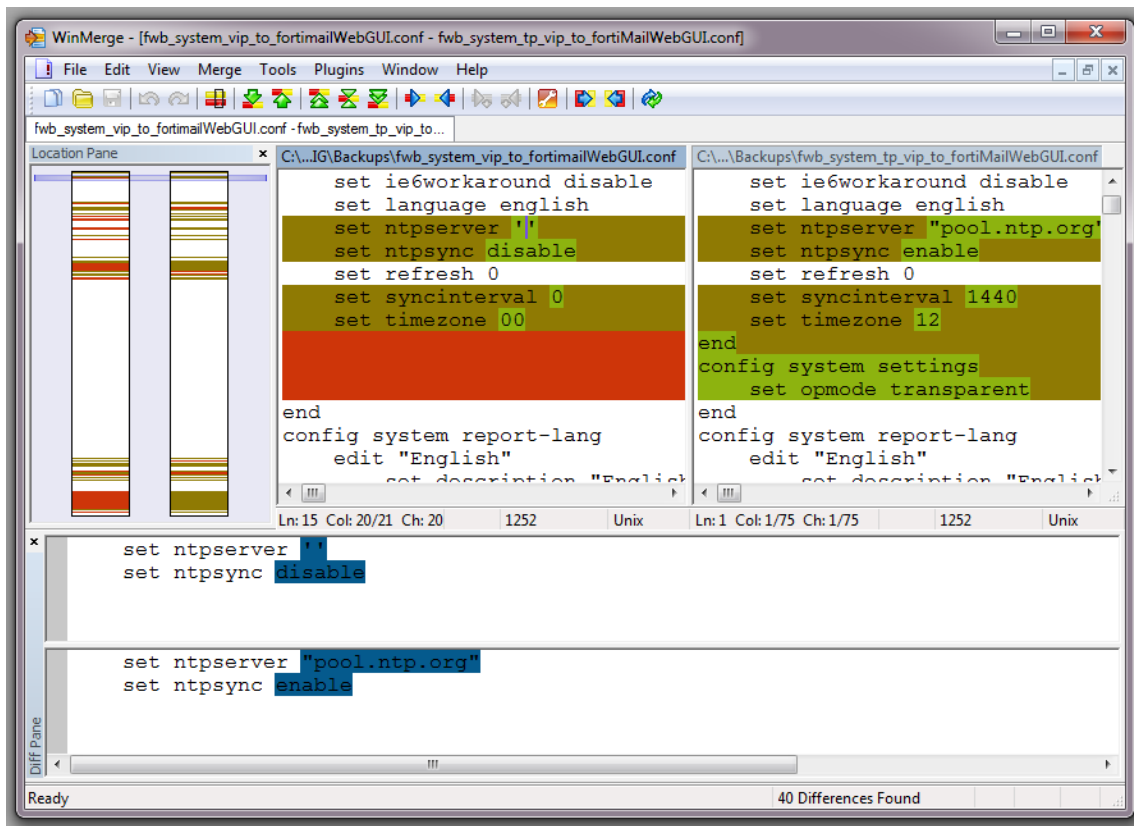 WinMerge - [fwb_system_vip_to_fortimailWebGUI.conf - fwb_system_tp_vip_to_fortiMailWebGUI.conf]
File Edit View Merge Tools Plugins Window Help
fwb_system_vip_to_fortimailWebGUI.conf - fwb_system_tp_vip_to...
Location Pane
C:\...IG\Backups\fwb_system_vip_to_fortimailWebGUI.conf
set ie6workaround disable
set language english
set ntpserver ''
set ntpsync disable
set refresh 0
set syncinterval 0
set timezone 00
end
config system report-lang
edit "English"
set description "English
Ln: 15 Col: 20/21 Ch: 20 1252 Unix
C:\...\Backups\fwb_system_tp_vip_to_fortiMailWebGUI.conf
set ie6workaround disable
set language english
set ntpserver "pool.ntp.org"
set ntpsync enable
set refresh 0
set syncinterval 1440
set timezone 12
end
config system settings
set opmode transparent
end
config system report-lang
edit "English"
set description "English
Ln: 1 Col: 1/75 Ch: 1/75 1252 Unix
Diff Pane
set ntpserver ''
set ntpsync disable
set ntpserver "pool.ntp.org"
set ntpsync enable
Ready
40 Differences Found